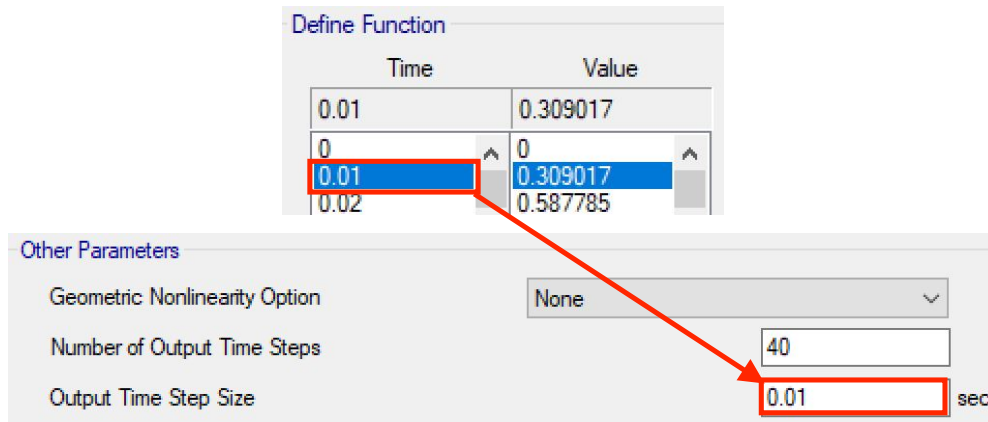 Define Function
Time Value
0.01 0.309017
0 0
0.01 0.309017
0.02 0.587785
Other Parameters
Geometric Nonlinearity Option None
Number of Output Time Steps 40
Output Time Step Size 0.01 sec